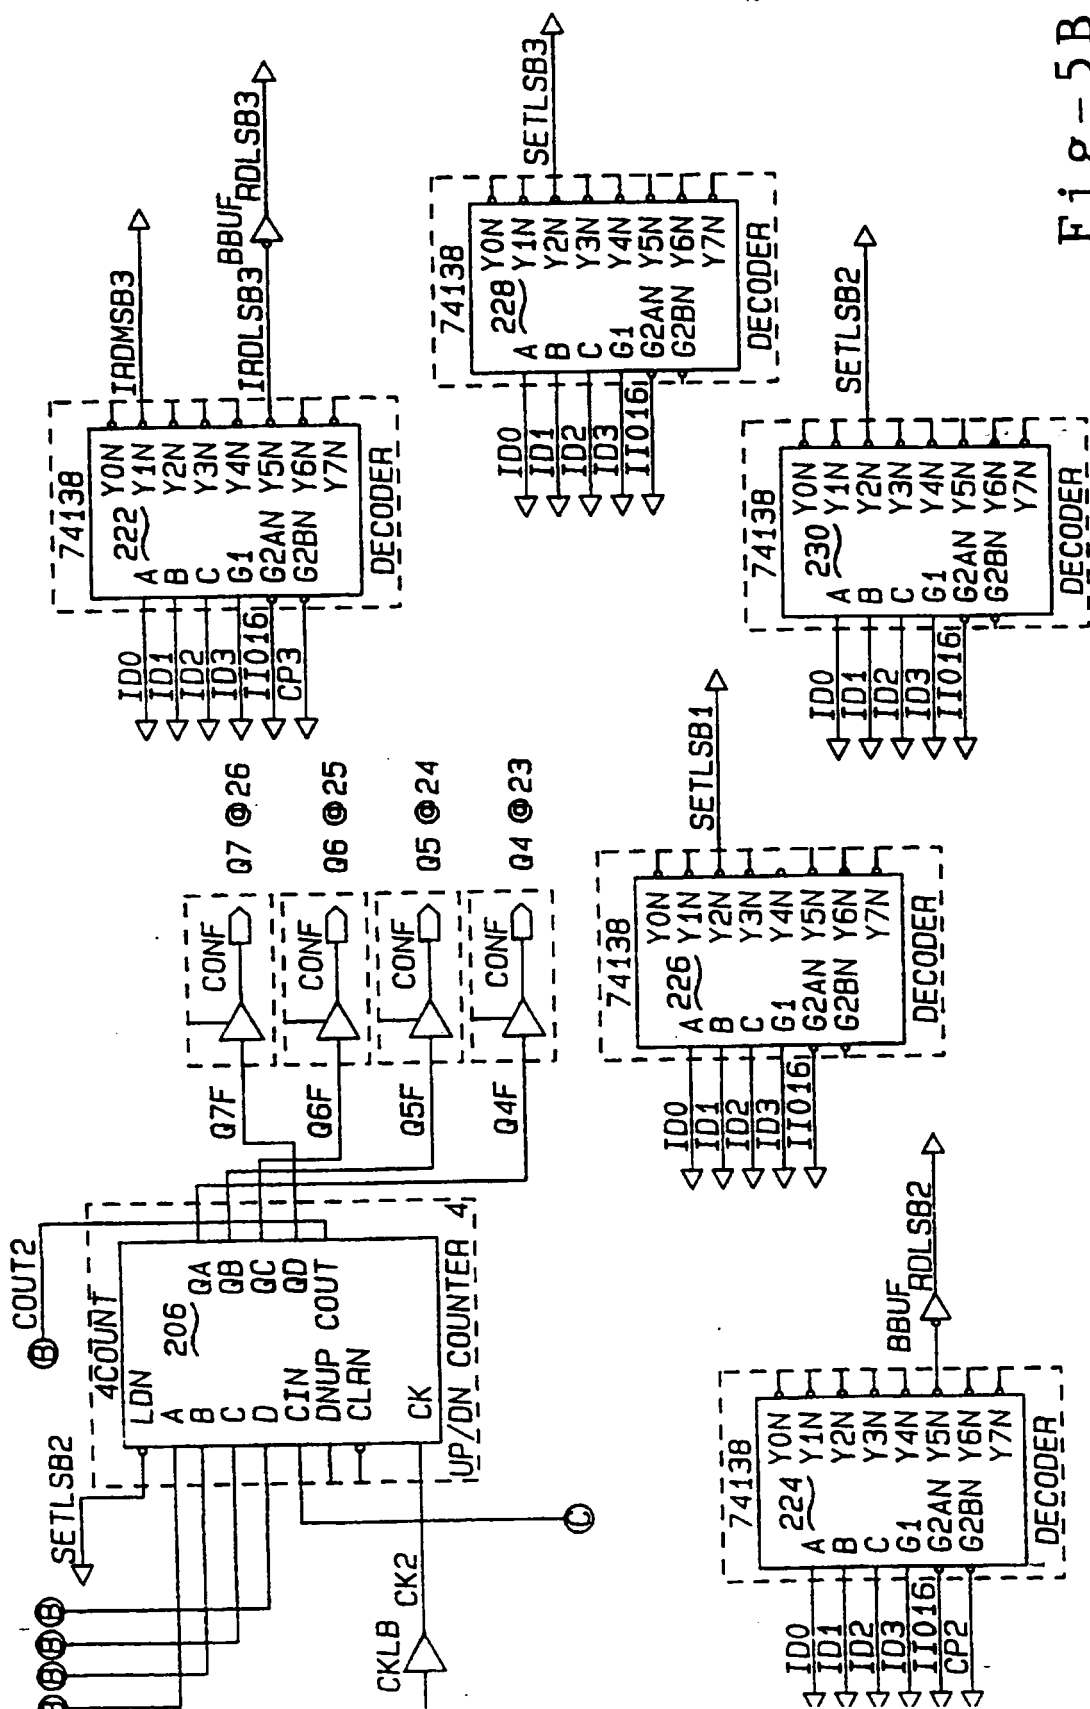 74138
222
A
B
C
G1
G2AN
G2BN
Y0N
Y1N
Y2N
Y3N
Y4N
Y5N
Y6N
Y7N
DECODER
ID0
ID1
ID2
ID3
IIO16
CP3
IRDMSB3
IRDLSB3
BBUF
RDLSB3
74138
228
A
B
C
G1
G2AN
G2BN
Y0N
Y1N
Y2N
Y3N
Y4N
Y5N
Y6N
Y7N
DECODER
ID0
ID1
ID2
ID3
IIO16
SETLSB3
COUT2
B
4COUNT
206
LDN
A
B
C
D
CIN
DNUP
CLRN
CK
QA
QB
QC
QD
COUT
4
UP/DN COUNTER
SETLSB2
B
B
B
B
C
CKLB
CK2
Q7F
CONF
Q7 @26
Q6F
CONF
Q6 @25
Q5F
CONF
Q5 @24
Q4F
CONF
Q4 @23
74138
226
A
B
C
G1
G2AN
G2BN
Y0N
Y1N
Y2N
Y3N
Y4N
Y5N
Y6N
Y7N
DECODER
ID0
ID1
ID2
ID3
IIO16
SETLSB1
74138
230
A
B
C
G1
G2AN
G2BN
Y0N
Y1N
Y2N
Y3N
Y4N
Y5N
Y6N
Y7N
DECODER
ID0
ID1
ID2
ID3
IIO16
SETLSB2
74138
224
A
B
C
G1
G2AN
G2BN
Y0N
Y1N
Y2N
Y3N
Y4N
Y5N
Y6N
Y7N
DECODER
ID0
ID1
ID2
ID3
IIO16
CP2
BBUF
RDLSB2
Fig-5B